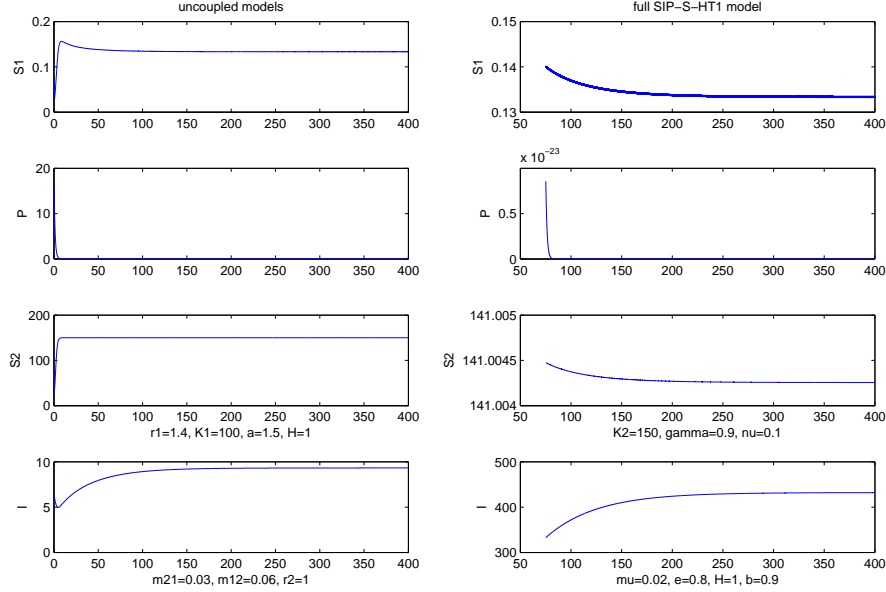 uncoupled models
0.2
0.1
0
S1
0 50 100 150 200 250 300 350 400
20
10
0
P
0 50 100 150 200 250 300 350 400
200
100
0
S2
0 50 100 150 200 250 300 350 400
r1=1.4, K1=100, a=1.5, H=1
10
5
0
I
0 50 100 150 200 250 300 350 400
m21=0.03, m12=0.06, r2=1
full SIP−S−HT1 model
0.15
0.14
0.13
S1
50 100 150 200 250 300 350 400
x 10−23
0.5
0
P
50 100 150 200 250 300 350 400
141.005
141.0045
141.004
S2
50 100 150 200 250 300 350 400
K2=150, gamma=0.9, nu=0.1
500
400
300
I
50 100 150 200 250 300 350 400
mu=0.02, e=0.8, H=1, b=0.9